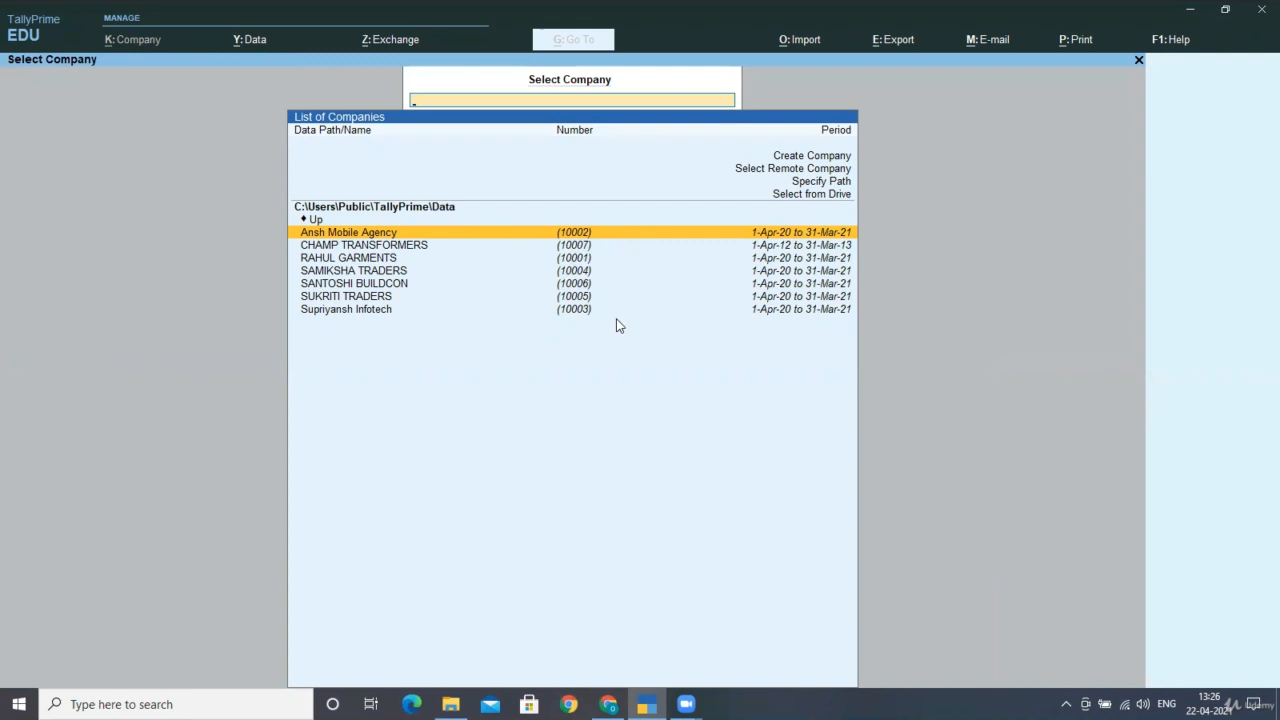 TallyPrime
EDU
MANAGE
K: Company
Y: Data
Z: Exchange
G: Go To
O: Import
E: Export
M: E-mail
P: Print
F1: Help
Select Company
Select Company
List of Companies
Data Path/Name Number Period
Create Company
Select Remote Company
Specify Path
Select from Drive
C:\Users\Public\TallyPrime\Data
♦ Up
Ansh Mobile Agency (10002) 1-Apr-20 to 31-Mar-21
CHAMP TRANSFORMERS (10007) 1-Apr-12 to 31-Mar-13
RAHUL GARMENTS (10001) 1-Apr-20 to 31-Mar-21
SAMIKSHA TRADERS (10004) 1-Apr-20 to 31-Mar-21
SANTOSHI BUILDCON (10006) 1-Apr-20 to 31-Mar-21
SUKRITI TRADERS (10005) 1-Apr-20 to 31-Mar-21
Supriyansh Infotech (10003) 1-Apr-20 to 31-Mar-21
Type here to search
ENG
13:26
22-04-2021
Udemy